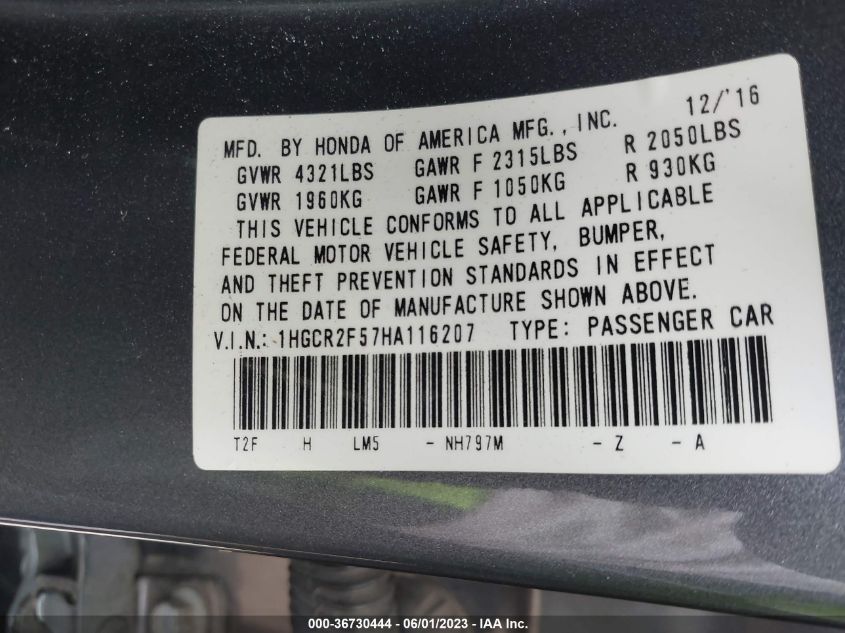 12/'16
MFD. BY HONDA OF AMERICA MFG., INC.
GVWR 4321LBS GAWR F 2315LBS R 2050LBS
GVWR 1960KG GAWR F 1050KG R 930KG
THIS VEHICLE CONFORMS TO ALL APPLICABLE
FEDERAL MOTOR VEHICLE SAFETY, BUMPER,
AND THEFT PREVENTION STANDARDS IN EFFECT
ON THE DATE OF MANUFACTURE SHOWN ABOVE.
V.I.N.: 1HGCR2F57HA116207 TYPE: PASSENGER CAR
T2F H LM5 - NH797M - Z - A
000-36730444 - 06/01/2023 - IAA Inc.